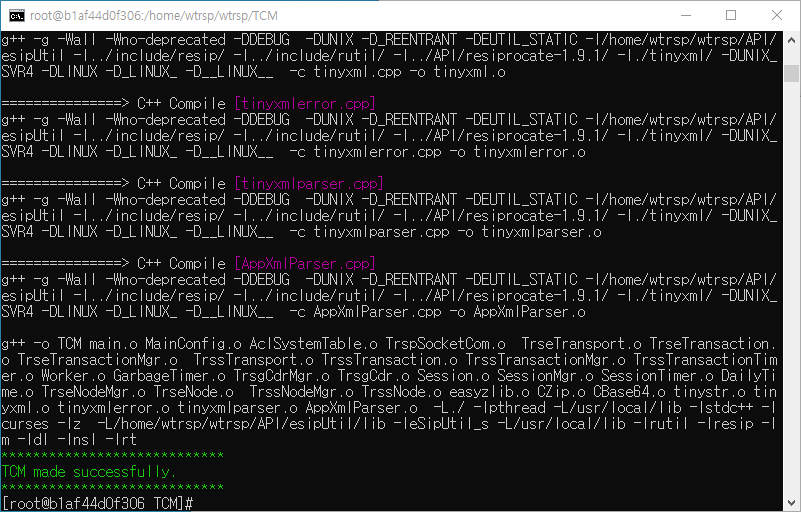 root@b1af44d0f306:/home/wtrsp/wtrsp/TCM
g++ -g -Wall -Wno-deprecated -DDEBUG  -DUNIX -D_REENTRANT -DEUTIL_STATIC -I/home/wtrsp/wtrsp/API/
esipUtil -I../include/resip/ -I../include/rutil/ -I../API/resiprocate-1.9.1/ -I./tinyxml/ -DUNIX_
SVR4 -DLINUX -D_LINUX_ -D__LINUX__  -c tinyxml.cpp -o tinyxml.o
===============> C++ Compile [tinyxmlerror.cpp]
g++ -g -Wall -Wno-deprecated -DDEBUG  -DUNIX -D_REENTRANT -DEUTIL_STATIC -I/home/wtrsp/wtrsp/API/
esipUtil -I../include/resip/ -I../include/rutil/ -I../API/resiprocate-1.9.1/ -I./tinyxml/ -DUNIX_
SVR4 -DLINUX -D_LINUX_ -D__LINUX__  -c tinyxmlerror.cpp -o tinyxmlerror.o
===============> C++ Compile [tinyxmlparser.cpp]
g++ -g -Wall -Wno-deprecated -DDEBUG  -DUNIX -D_REENTRANT -DEUTIL_STATIC -I/home/wtrsp/wtrsp/API/
esipUtil -I../include/resip/ -I../include/rutil/ -I../API/resiprocate-1.9.1/ -I./tinyxml/ -DUNIX_
SVR4 -DLINUX -D_LINUX_ -D__LINUX__  -c tinyxmlparser.cpp -o tinyxmlparser.o
===============> C++ Compile [AppXmlParser.cpp]
g++ -g -Wall -Wno-deprecated -DDEBUG  -DUNIX -D_REENTRANT -DEUTIL_STATIC -I/home/wtrsp/wtrsp/API/
esipUtil -I../include/resip/ -I../include/rutil/ -I../API/resiprocate-1.9.1/ -I./tinyxml/ -DUNIX_
SVR4 -DLINUX -D_LINUX_ -D__LINUX__  -c AppXmlParser.cpp -o AppXmlParser.o
g++ -o TCM main.o MainConfig.o AclSystemTable.o TrspSocketCom.o  TrseTransport.o TrseTransaction.
o TrseTransactionMgr.o  TrssTransport.o TrssTransaction.o TrssTransactionMgr.o TrssTransactionTim
er.o Worker.o GarbageTimer.o TrsgCdrMgr.o TrsgCdr.o Session.o SessionMgr.o SessionTimer.o DailyTi
me.o TrseNodeMgr.o TrseNode.o  TrssNodeMgr.o TrssNode.o easyzlib.o CZip.o CBase64.o tinystr.o tin
yxml.o tinyxmlerror.o tinyxmlparser.o AppXmlParser.o  -L./ -lpthread -L/usr/local/lib -lstdc++ -l
curses -lz  -L/home/wtrsp/wtrsp/API/esipUtil/lib -leSipUtil_s -L/usr/local/lib -lrutil -lresip -l
m -ldl -lnsl -lrt
****************************
TCM made successfully.
****************************
[root@b1af44d0f306 TCM]#